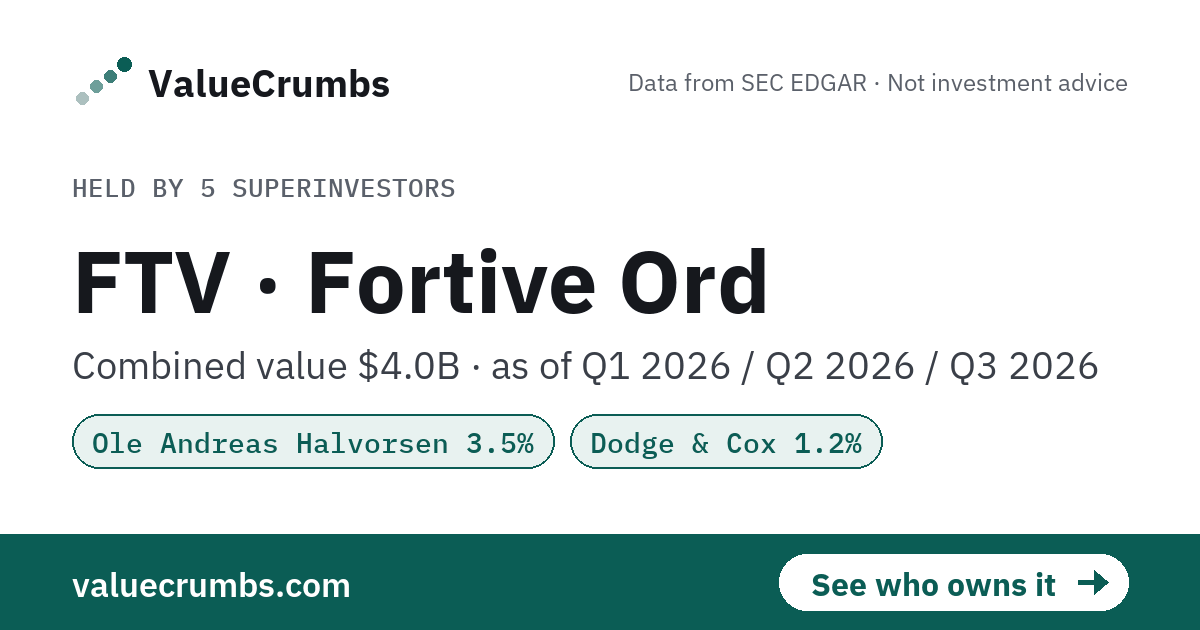 ValueCrumbs
Data from SEC EDGAR · Not investment advice
HELD BY 5 SUPERINVESTORS
FTV · Fortive Ord
Combined value $4.0B · as of Q1 2026 / Q2 2026 / Q3 2026
Ole Andreas Halvorsen 3.5%
Dodge & Cox 1.2%
valuecrumbs.com
See who owns it →